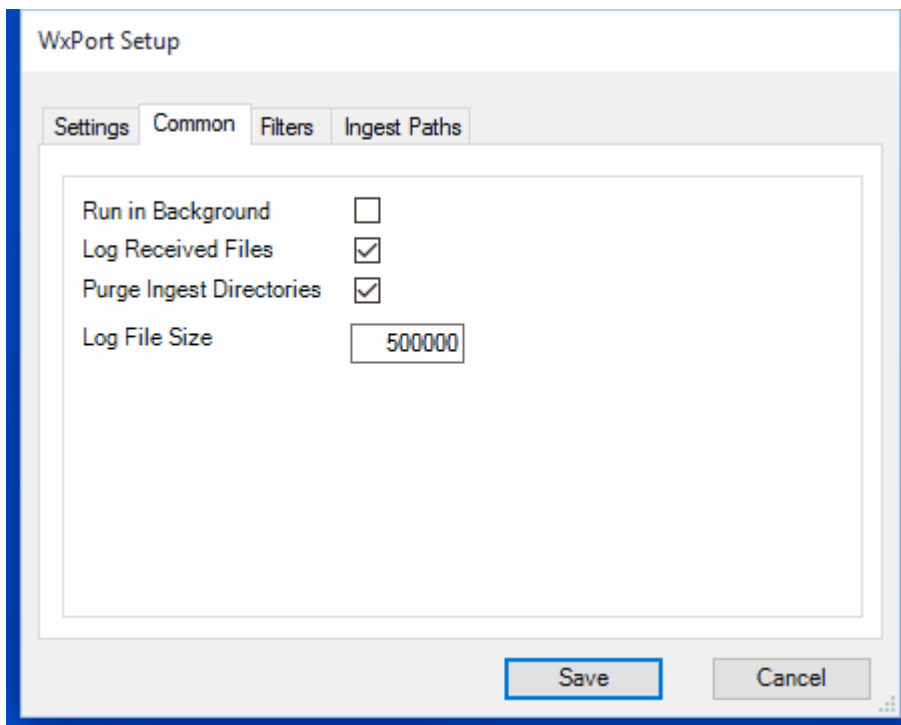 WxPort Setup
Settings Common Filters Ingest Paths
Run in Background
Log Received Files
Purge Ingest Directories
Log File Size 500000
Save Cancel